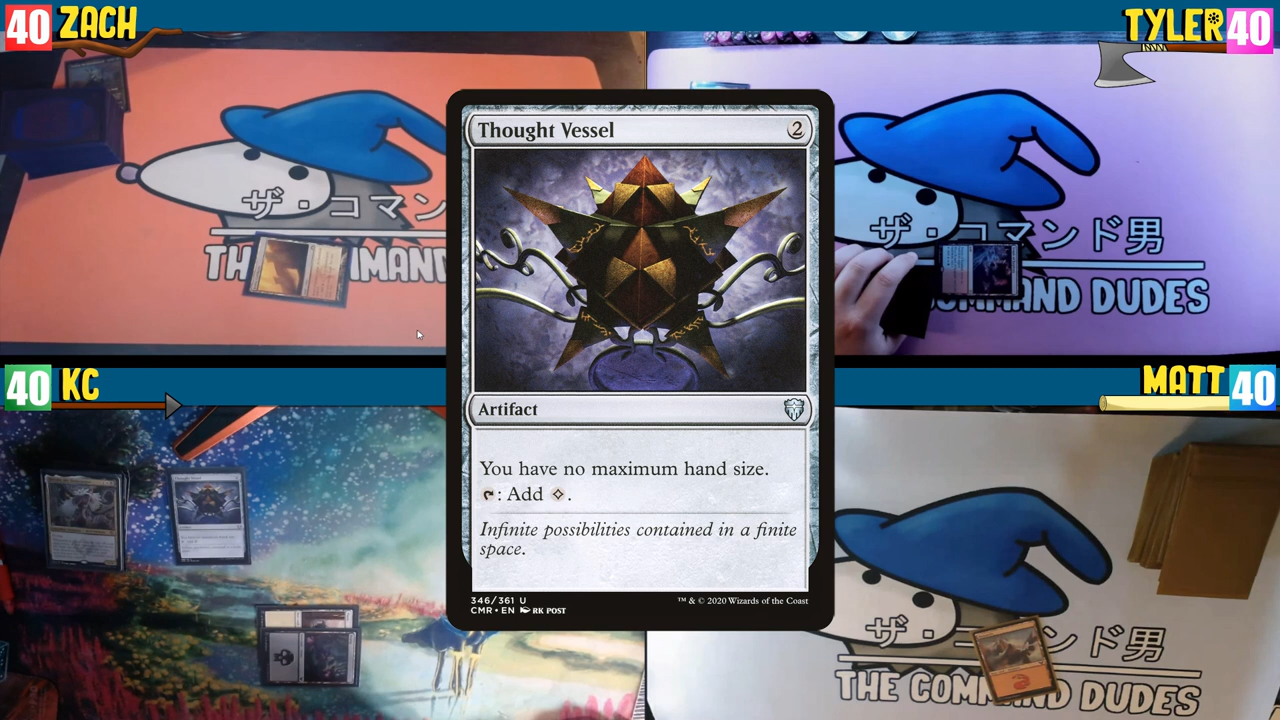 40 ZACH
TYLER 40
ザ・コマン
TH
MMAND
ザ・コマンド男
COMMAND DUDES
Thought Vessel 2
Artifact
You have no maximum hand size.
: Add .
Infinite possibilities contained in a finite
space.
346/361 U
CMR • EN RK POST
™ & © 2020 Wizards of the Coast
40 KC
MATT 40
Thought Vessel
ザ・コマンド男
THE COMMAND DUDES